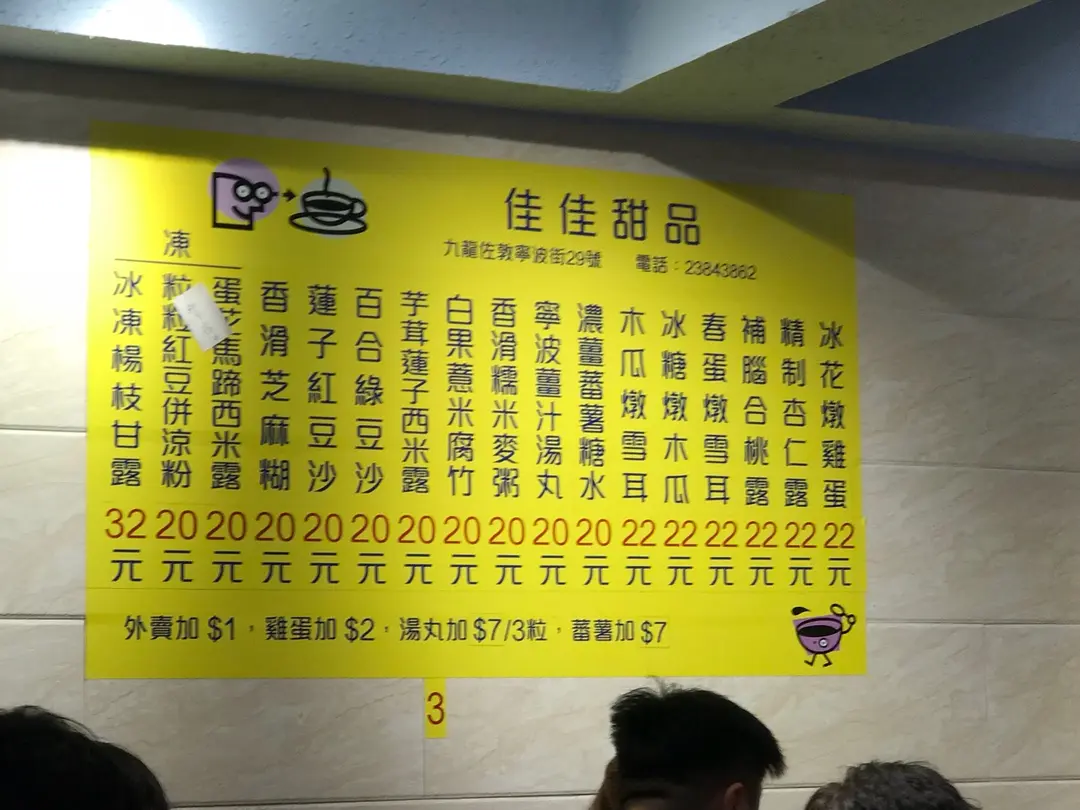 佳佳甜品
九龍佐敦寧波街29號 電話：23843862
冰花燉雞蛋 22元
精制杏仁露 22元
補腦合桃露 22元
春蛋燉雪耳 22元
冰糖燉木瓜 22元
木瓜燉雪耳 22元
濃薑蕃薯糖水 20元
寧波薑汁湯丸 20元
香滑糯米麥粥 20元
白果薏米腐竹 20元
芋茸蓮子西米露 20元
百合綠豆沙 20元
蓮子紅豆沙 20元
香滑芝麻糊 20元
凍
蛋花馬蹄西米露 20元
粒粒紅豆併涼粉 20元
冰凍楊枝甘露 32元
外賣加 $1，雞蛋加 $2，湯丸加 $7/3粒，蕃薯加 $7
3